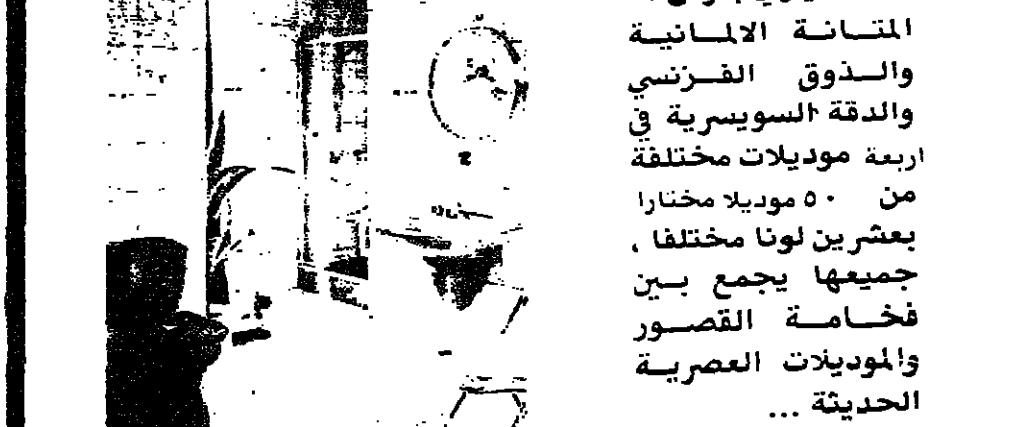 المتانة الالمانية
والذوق الفرنسي
والدقة السويسرية في
اربعة موديلات مختلفة
من ٥٠ موديلا مختارا
بعشرين لونا مختلفا ،
جميعها يجمع بين
فخامة القصور
والموديلات العصرية
الحديثة ...